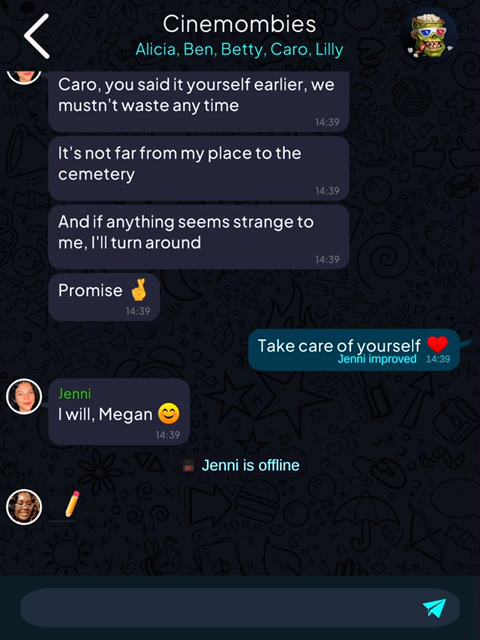 Cinemombies
Alicia, Ben, Betty, Caro, Lilly
Caro, you said it yourself earlier, we
mustn't waste any time
14:39
It's not far from my place to the
cemetery
14:39
And if anything seems strange to
me, I'll turn around
14:39
Promise 🤞
14:39
Take care of yourself ❤️
Jenni improved 14:39
Jenni
I will, Megan 😊
14:39
Jenni is offline